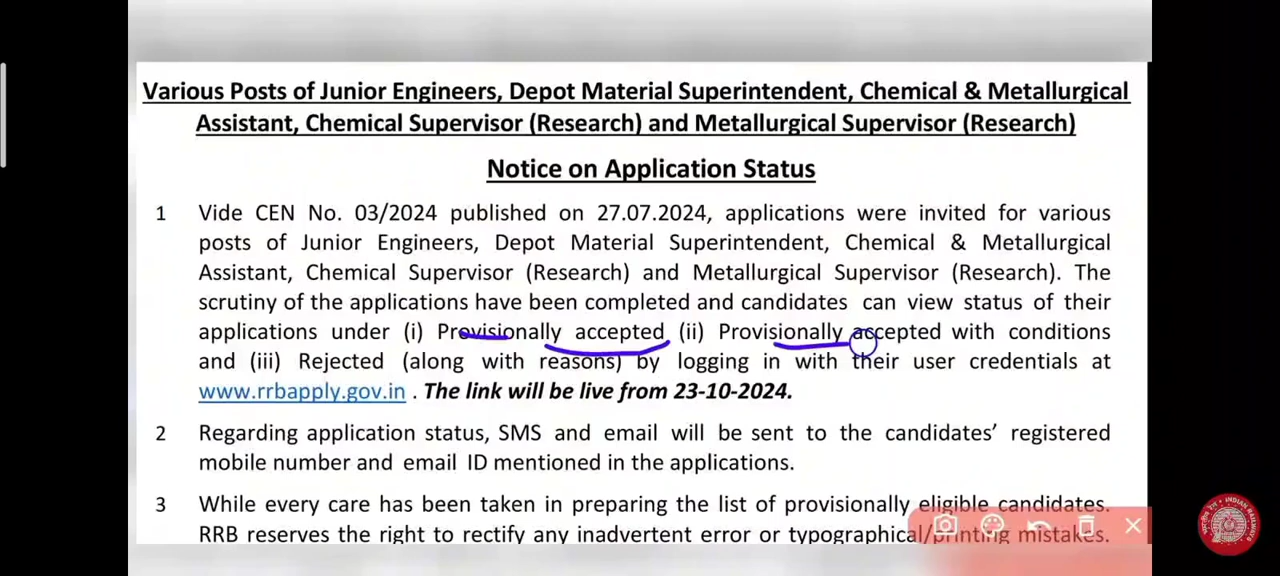 Various Posts of Junior Engineers, Depot Material Superintendent, Chemical & Metallurgical
Assistant, Chemical Supervisor (Research) and Metallurgical Supervisor (Research)
Notice on Application Status
1 Vide CEN No. 03/2024 published on 27.07.2024, applications were invited for various
posts of Junior Engineers, Depot Material Superintendent, Chemical & Metallurgical
Assistant, Chemical Supervisor (Research) and Metallurgical Supervisor (Research). The
scrutiny of the applications have been completed and candidates can view status of their
applications under (i) Provisionally accepted (ii) Provisionally accepted with conditions
and (iii) Rejected (along with reasons) by logging in with their user credentials at
www.rrbapply.gov.in . The link will be live from 23-10-2024.
2 Regarding application status, SMS and email will be sent to the candidates’ registered
mobile number and email ID mentioned in the applications.
3 While every care has been taken in preparing the list of provisionally eligible candidates.
RRB reserves the right to rectify any inadvertent error or typographical/printing mistakes.